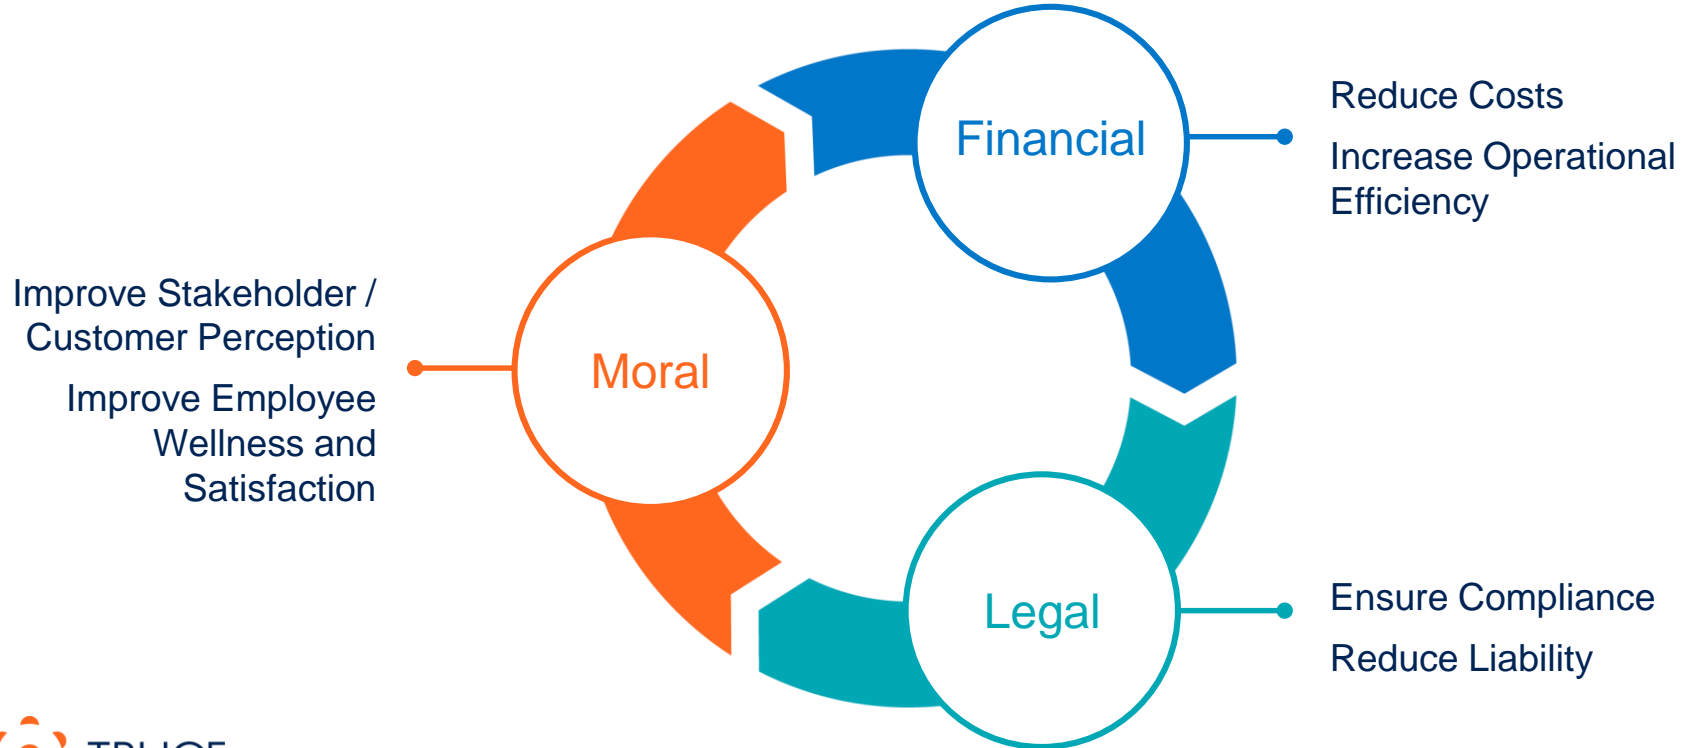 Financial
Reduce Costs
Increase Operational
Efficiency
Improve Stakeholder /
Customer Perception
Improve Employee
Wellness and
Satisfaction
Moral
Legal
Ensure Compliance
Reduce Liability